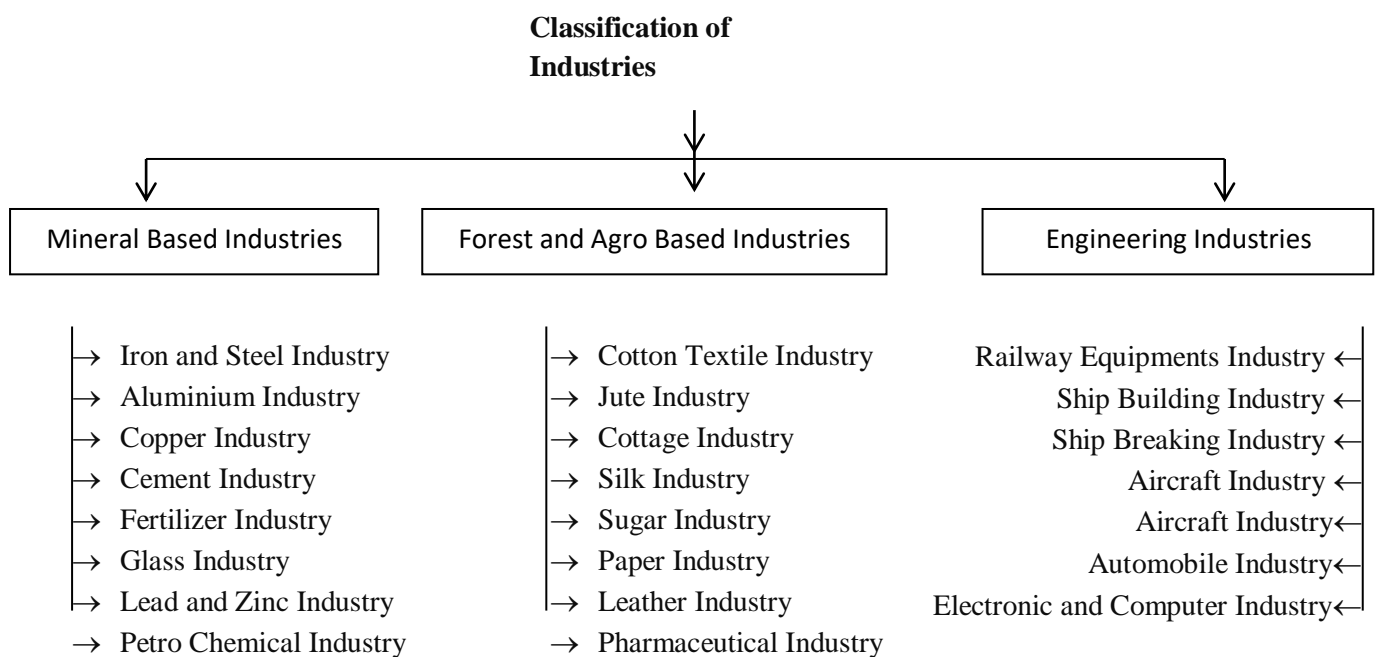 Classification of
Industries
Mineral Based Industries
Forest and Agro Based Industries
Engineering Industries
→ Iron and Steel Industry
→ Aluminium Industry
→ Copper Industry
→ Cement Industry
→ Fertilizer Industry
→ Glass Industry
→ Lead and Zinc Industry
→ Petro Chemical Industry
→ Cotton Textile Industry
→ Jute Industry
→ Cottage Industry
→ Silk Industry
→ Sugar Industry
→ Paper Industry
→ Leather Industry
→ Pharmaceutical Industry
Railway Equipments Industry ←
Ship Building Industry ←
Ship Breaking Industry ←
Aircraft Industry ←
Aircraft Industry←
Automobile Industry←
Electronic and Computer Industry←